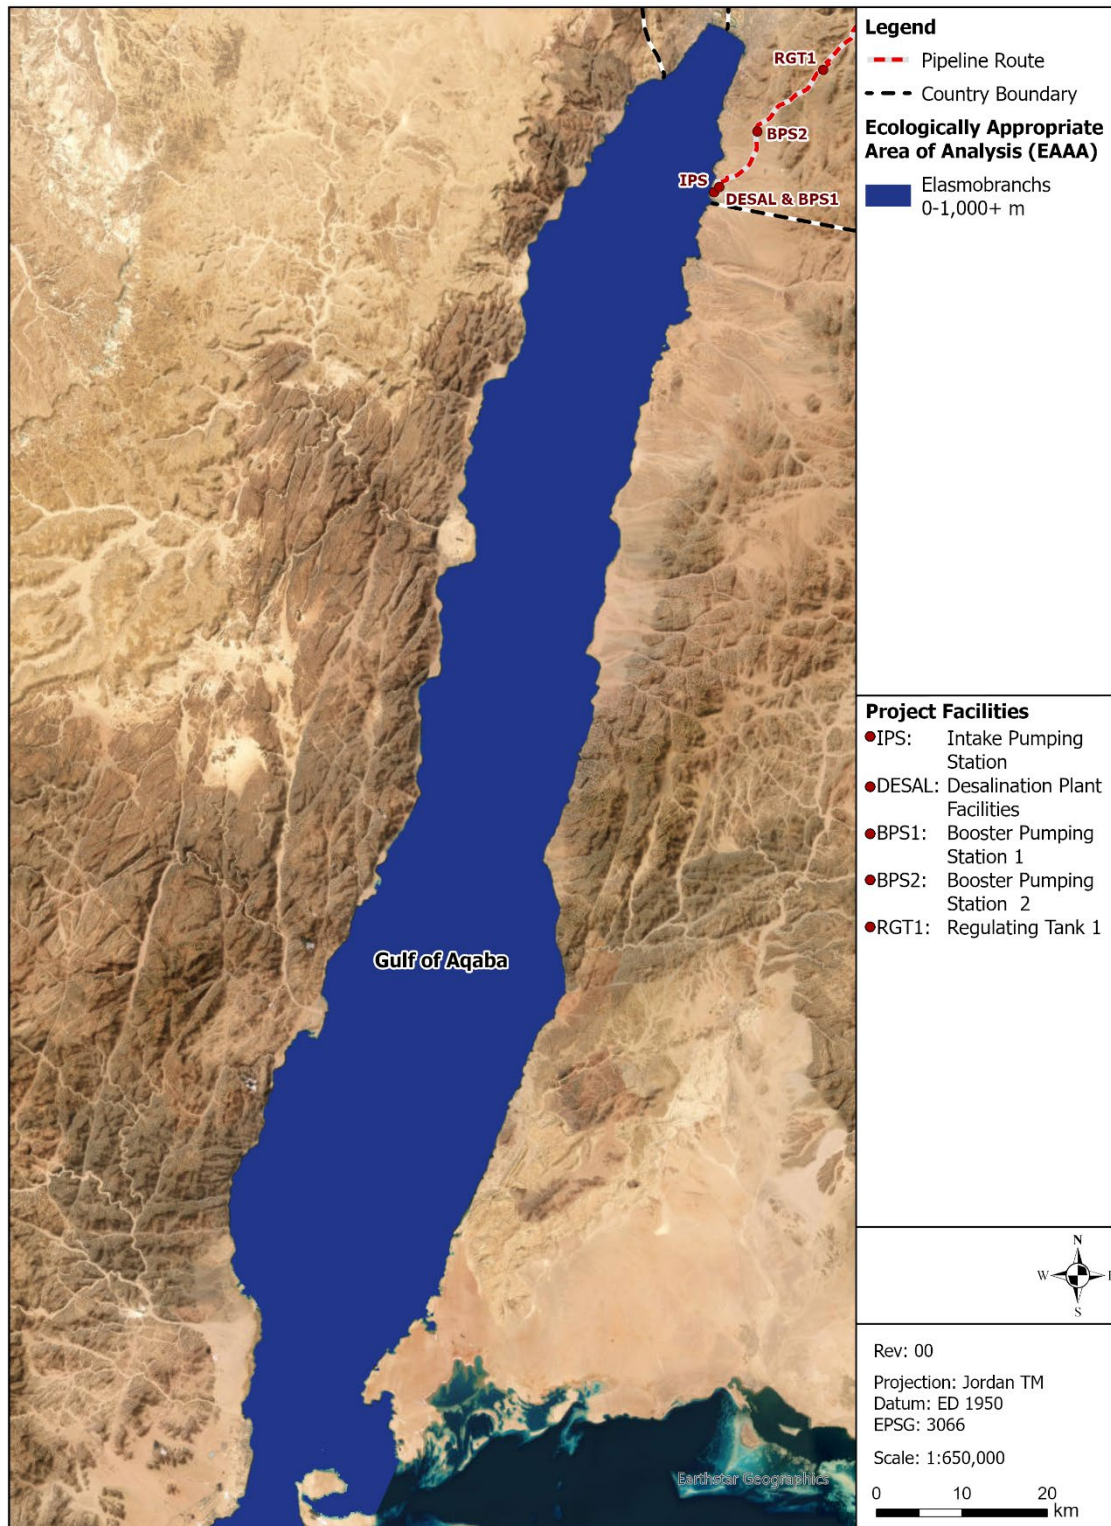 RGT1
BPS2
IPS
DESAL & BPS1
Gulf of Aqaba
Earthstar Geographics
Legend
Pipeline Route
Country Boundary
Ecologically Appropriate
Area of Analysis (EAAA)
Elasmobranchs
0-1,000+ m
Project Facilities
IPS: Intake Pumping
Station
DESAL: Desalination Plant
Facilities
BPS1: Booster Pumping
Station 1
BPS2: Booster Pumping
Station 2
RGT1: Regulating Tank 1
N
W
S
Rev: 00
Projection: Jordan TM
Datum: ED 1950
EPSG: 3066
Scale: 1:650,000
0 10 20
km